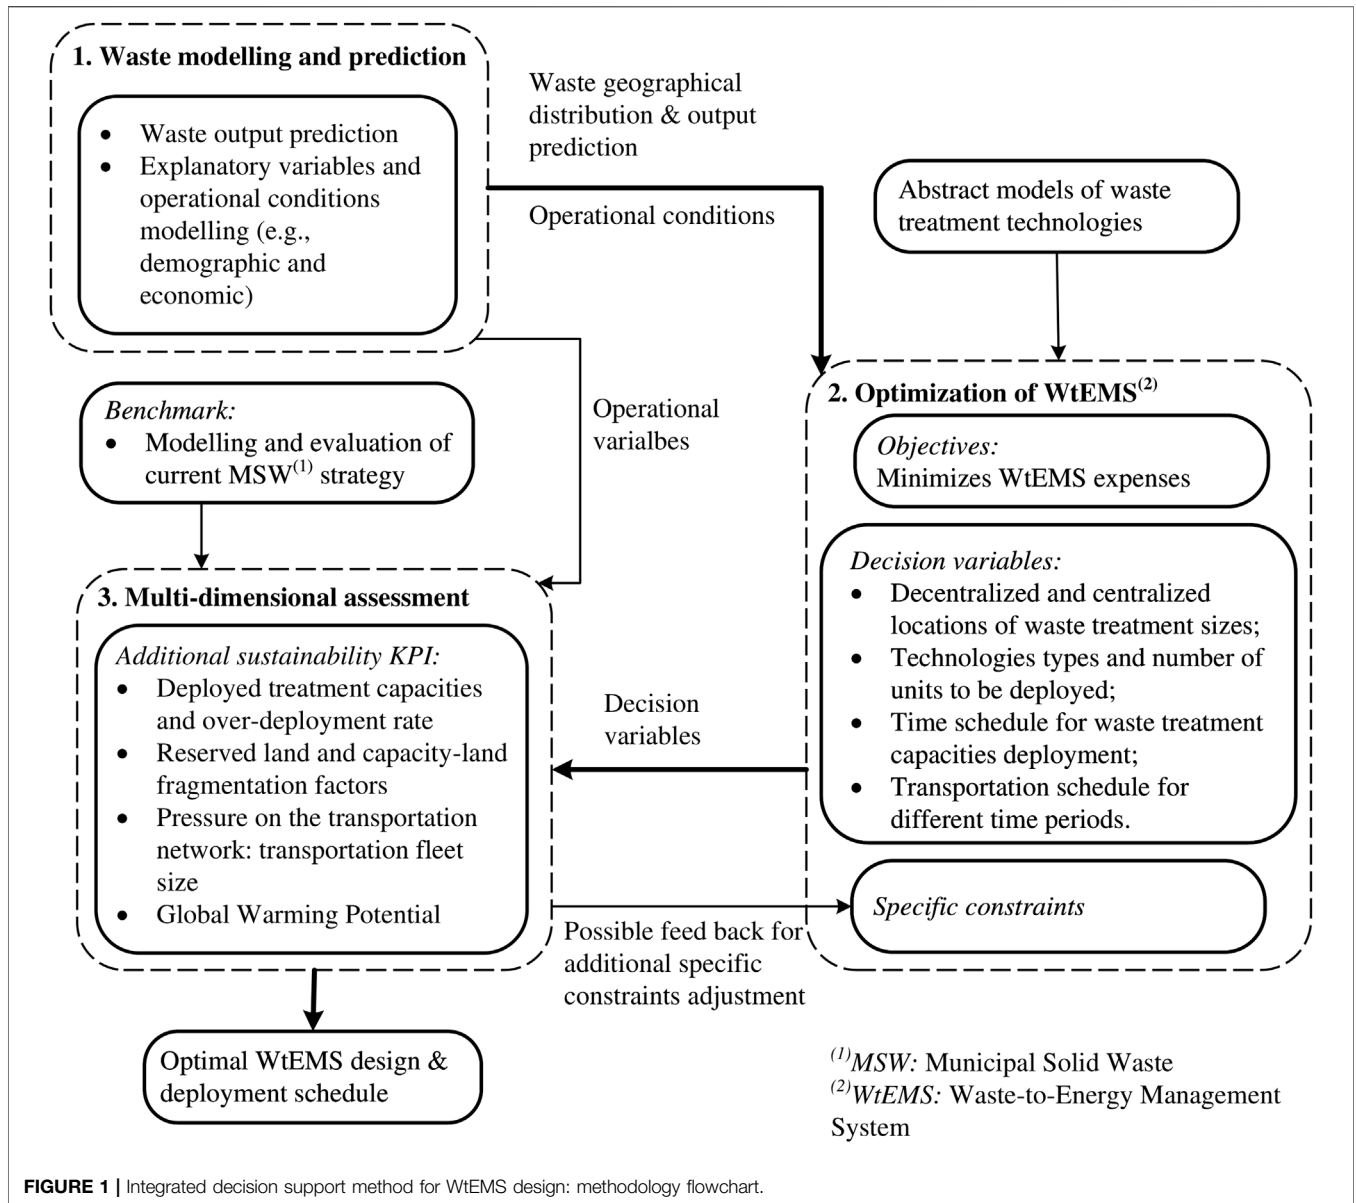 1. Waste modelling and prediction
• Waste output prediction
• Explanatory variables and
operational conditions
modelling (e.g.,
demographic and
economic)
Waste geographical
distribution & output
prediction
Operational conditions
Abstract models of waste
treatment technologies
Benchmark:
• Modelling and evaluation of
current MSW(1) strategy
Operational
varialbes
2. Optimization of WtEMS(2)
Objectives:
Minimizes WtEMS expenses
Decision variables:
• Decentralized and centralized
locations of waste treatment sizes;
• Technologies types and number of
units to be deployed;
• Time schedule for waste treatment
capacities deployment;
• Transportation schedule for
different time periods.
Specific constraints
3. Multi-dimensional assessment
Additional sustainability KPI:
• Deployed treatment capacities
and over-deployment rate
• Reserved land and capacity-land
fragmentation factors
• Pressure on the transportation
network: transportation fleet
size
• Global Warming Potential
Decision
variables
Possible feed back for
additional specific
constraints adjustment
Optimal WtEMS design &
deployment schedule
(1)MSW: Municipal Solid Waste
(2)WtEMS: Waste-to-Energy Management
System
FIGURE 1 | Integrated decision support method for WtEMS design: methodology flowchart.